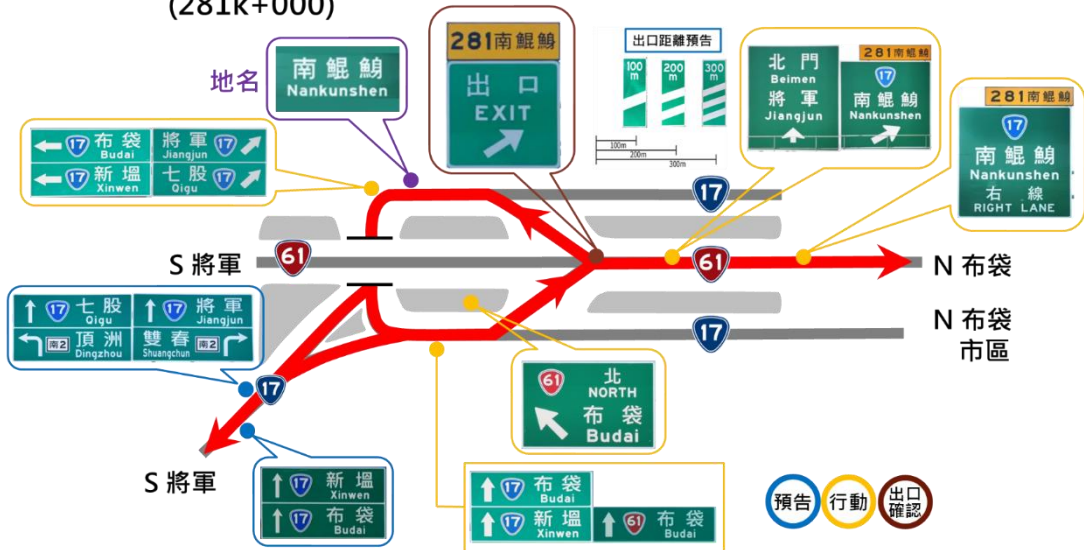 (281k+000)
地名
南鯤鯓
Nankunshen
281南鯤鯓
出口
EXIT
出口距離預告
100m
200m
300m
100m
200m
300m
北門
Beimen
將軍
Jiangjun
281南鯤鯓
17
南鯤鯓
Nankunshen
281南鯤鯓
17
南鯤鯓
Nankunshen
右線
RIGHT LANE
17 布袋
Budai
17 新塭
Xinwen
將軍 17
Jiangjun
七股 17
Qigu
17
S 將軍
61
61
N 布袋
17
N 布袋
市區
17 七股
Qigu
17 將軍
Jiangjun
南2 頂洲
Dingzhou
雙春 南2
Shuangchun
17
61 北
NORTH
布袋
Budai
S 將軍
17 新塭
Xinwen
17 布袋
Budai
17 布袋
Budai
17 新塭
Xinwen
61 布袋
Budai
預告
行動
出口
確認